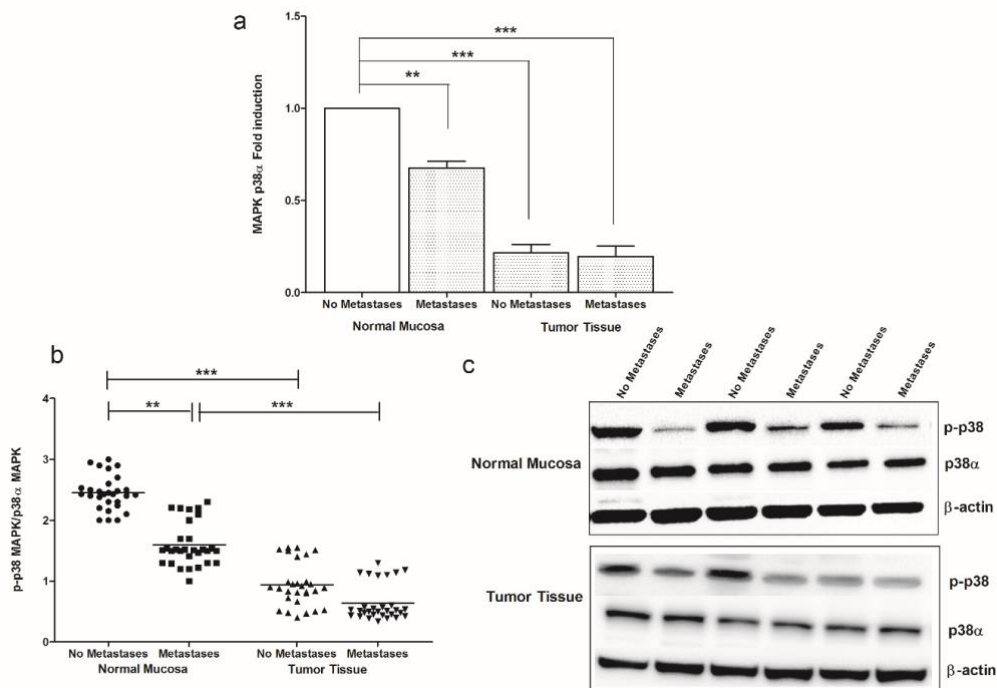 a
MAPK p38α Fold induction
1.5
1.0
0.5
0.0
***
***
**
No Metastases Metastases No Metastases Metastases
Normal Mucosa Tumor Tissue
b
p-p38 MAPK/p38α MAPK
4
3
2
1
0
***
** ***
No Metastases Metastases No Metastases Metastases
Normal Mucosa Tumor Tissue
c
No Metastases Metastases No Metastases Metastases No Metastases Metastases
Normal Mucosa
p-p38
p38α
β-actin
Tumor Tissue
p-p38
p38α
β-actin